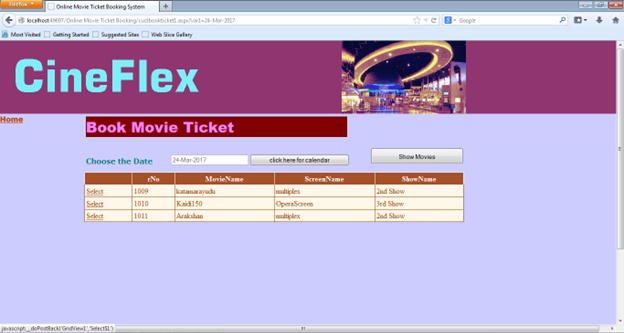 Firefox
Online Movie Ticket Booking System
localhost:49697/Online Movie Ticket Booking/custbookticket1.aspx?var1=24-Mar-2017
Google
Most Visited Getting Started Suggested Sites Web Slice Gallery
CineFlex
Home
Book Movie Ticket
Choose the Date 24-Mar-2017 click here for calendar Show Movies
rNo MovieName ScreenName ShowName
Select 1009 katamarayudu multiplex 2nd Show
Select 1010 Kaidi150 OperaScreen 3rd Show
Select 1011 Arakshan multiplex 2nd Show
javascript:__doPostBack('GridView1','Select$1')